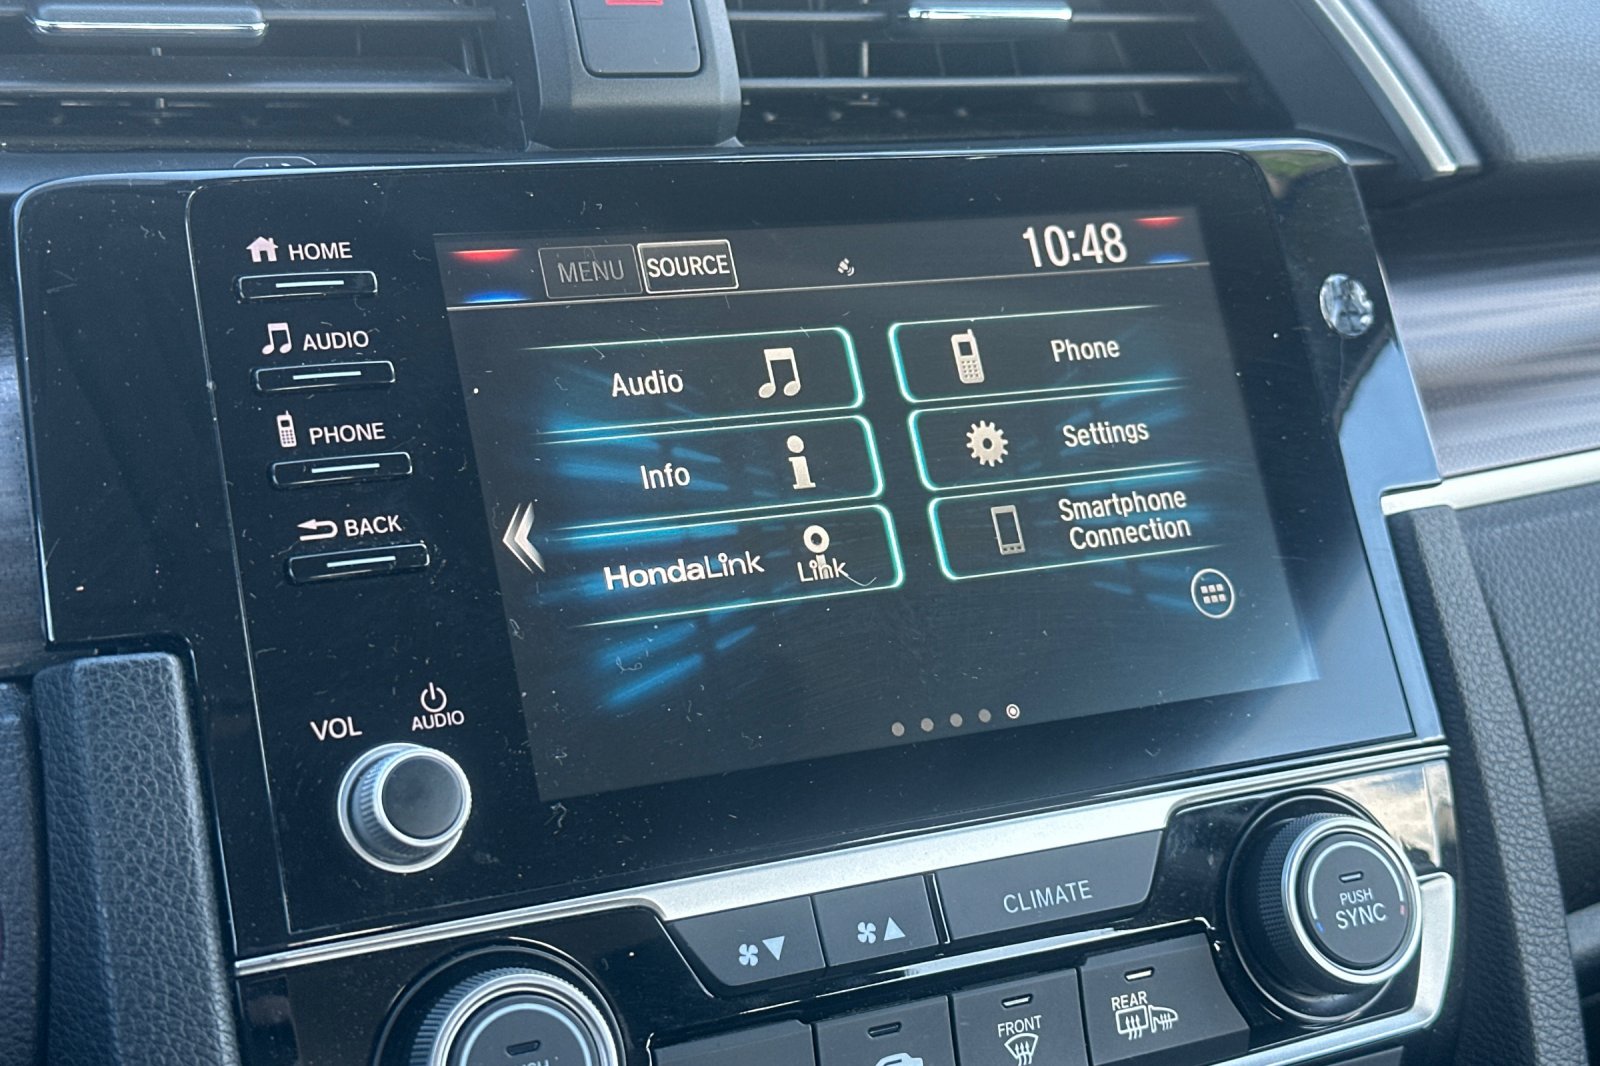 HOME
AUDIO
PHONE
BACK
VOL
AUDIO
MENU
SOURCE
10:48
Audio
Info
HondaLink
Link
Phone
Settings
Smartphone
Connection
CLIMATE
PUSH
SYNC
FRONT
REAR